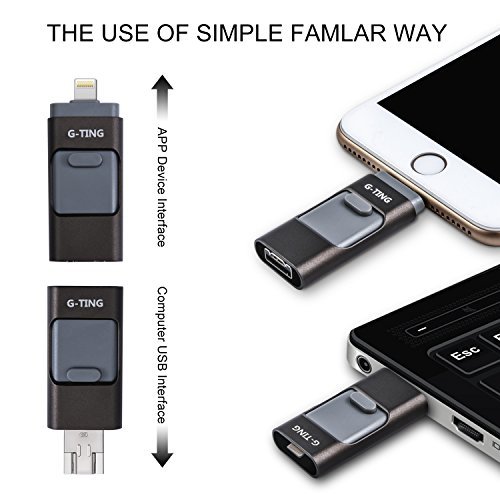 THE USE OF SIMPLE FAMLAR WAY
G-TING
APP Device Interface
G-TING
G-TING
Computer USB Interface
Esc
G-TING